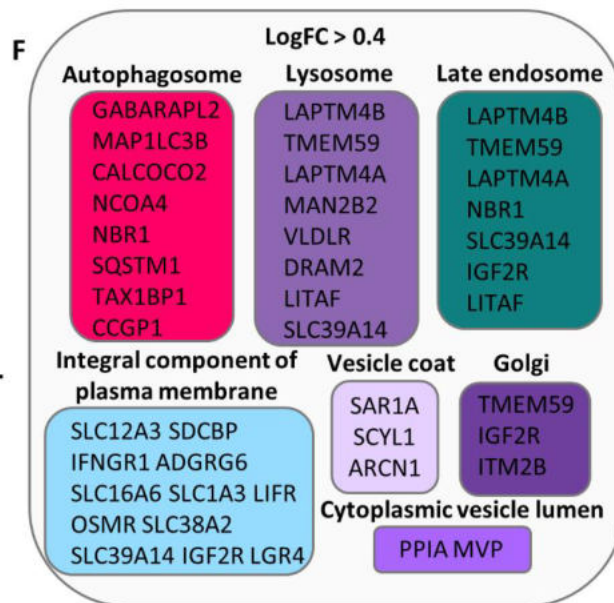 F
LogFC > 0.4
Autophagosome
GABARAPL2
MAP1LC3B
CALCOCO2
NCOA4
NBR1
SQSTM1
TAX1BP1
CCGP1
Lysosome
LAPTM4B
TMEM59
LAPTM4A
MAN2B2
VLDLR
DRAM2
LITAF
SLC39A14
Late endosome
LAPTM4B
TMEM59
LAPTM4A
NBR1
SLC39A14
IGF2R
LITAF
Integral component of
plasma membrane
SLC12A3 SDCBP
IFNGR1 ADGRG6
SLC16A6 SLC1A3 LIFR
OSMR SLC38A2
SLC39A14 IGF2R LGR4
Vesicle coat
SAR1A
SCYL1
ARCN1
Golgi
TMEM59
IGF2R
ITM2B
Cytoplasmic vesicle lumen
PPIA MVP